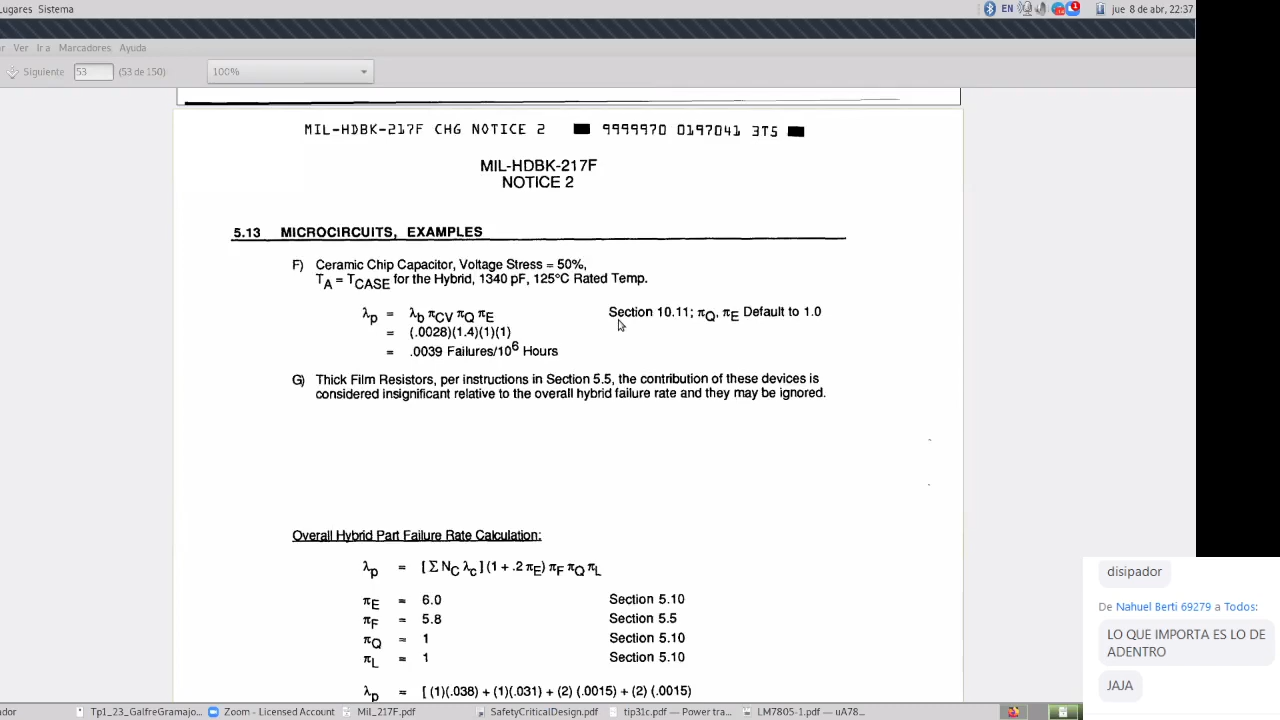 Lugares Sistema
EN
1
jue 8 de abr, 22:37
Ver Ir a Marcadores Ayuda
Siguiente 53 (53 de 150) 100%
MIL-HDBK-217F CHG NOTICE 2 ■ 9999970 0197041 3T5 ■
MIL-HDBK-217F
NOTICE 2
5.13 MICROCIRCUITS, EXAMPLES
F) Ceramic Chip Capacitor, Voltage Stress = 50%,
TA = TCASE for the Hybrid, 1340 pF, 125°C Rated Temp.
λp = λb πCV πQ πE Section 10.11; πQ, πE Default to 1.0
= (.0028)(1.4)(1)(1)
= .0039 Failures/10⁶ Hours
G) Thick Film Resistors, per instructions in Section 5.5, the contribution of these devices is
considered insignificant relative to the overall hybrid failure rate and they may be ignored.
Overall Hybrid Part Failure Rate Calculation:
λp = [ Σ NC λc ] (1 + .2 πE) πF πQ πL
πE = 6.0 Section 5.10
πF = 5.8 Section 5.5
πQ = 1 Section 5.10
πL = 1 Section 5.10
λp = [ (1)(.038) + (1)(.031) + (2) (.0015) + (2) (.0015)
disipador
De Nahuel Berti 69279 a Todos:
LO QUE IMPORTA ES LO DE
ADENTRO
JAJA
Tp1_23_GalfreGramajo... Zoom - Licensed Account Mil_217F.pdf SafetyCriticalDesign.pdf tip31c.pdf — Power tra... LM7805-1.pdf — uA78...